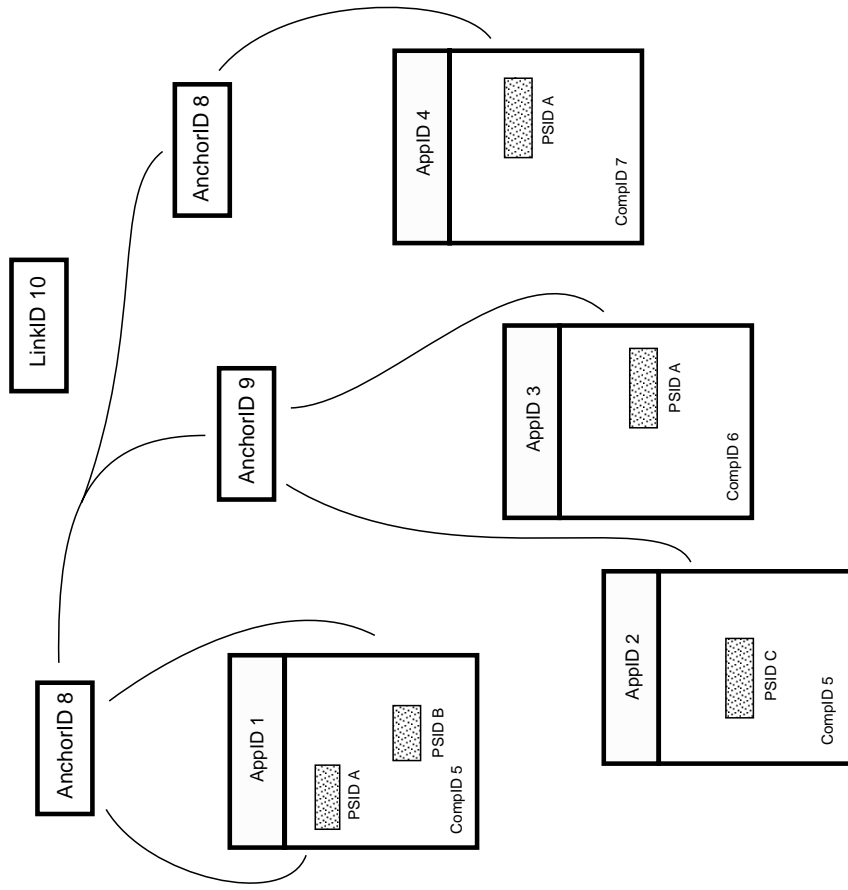 LinkID 10
AnchorID 8
AnchorID 9
AnchorID 8
AppID 1
PSID A
PSID B
CompID 5
AppID 2
PSID C
CompID 5
AppID 3
PSID A
CompID 6
AppID 4
PSID A
CompID 7